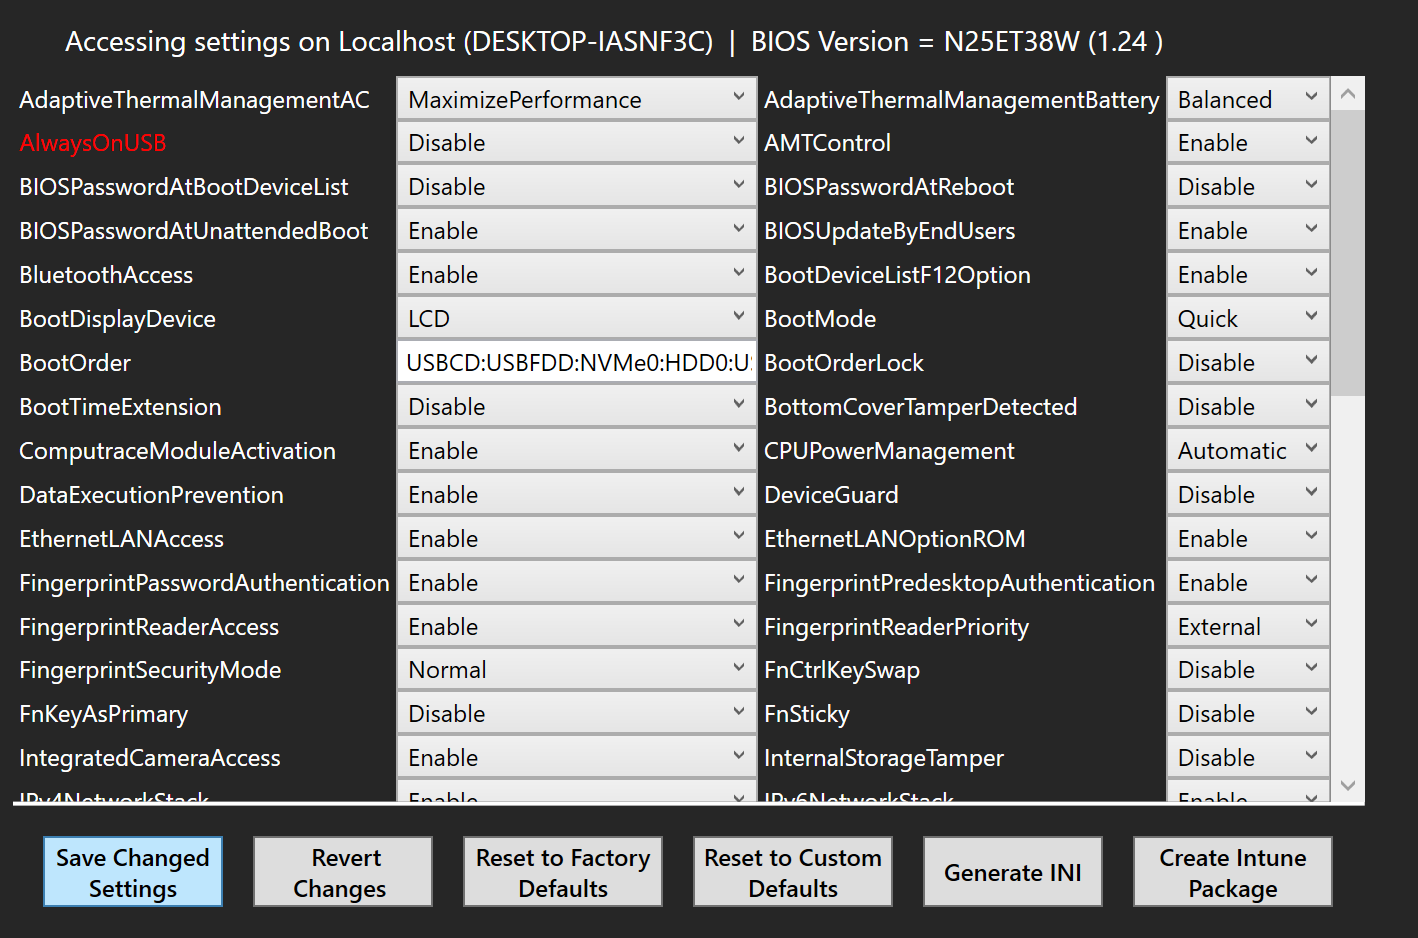 Accessing settings on Localhost (DESKTOP-IASNF3C) | BIOS Version = N25ET38W (1.24 )
AdaptiveThermalManagementAC MaximizePerformance AdaptiveThermalManagementBattery Balanced
AlwaysOnUSB Disable AMTControl Enable
BIOSPasswordAtBootDeviceList Disable BIOSPasswordAtReboot Disable
BIOSPasswordAtUnattendedBoot Enable BIOSUpdateByEndUsers Enable
BluetoothAccess Enable BootDeviceListF12Option Enable
BootDisplayDevice LCD BootMode Quick
BootOrder USBCD:USBFDD:NVMe0:HDD0:U BootOrderLock Disable
BootTimeExtension Disable BottomCoverTamperDetected Disable
ComputraceModuleActivation Enable CPUPowerManagement Automatic
DataExecutionPrevention Enable DeviceGuard Disable
EthernetLANAccess Enable EthernetLANOptionROM Enable
FingerprintPasswordAuthentication Enable FingerprintPredesktopAuthentication Enable
FingerprintReaderAccess Enable FingerprintReaderPriority External
FingerprintSecurityMode Normal FnCtrlKeySwap Disable
FnKeyAsPrimary Disable FnSticky Disable
IntegratedCameraAccess Enable InternalStorageTamper Disable
IPv4NetworkStack Enable IPv6NetworkStack Enable
Save Changed
Settings
Revert
Changes
Reset to Factory
Defaults
Reset to Custom
Defaults
Generate INI
Create Intune
Package